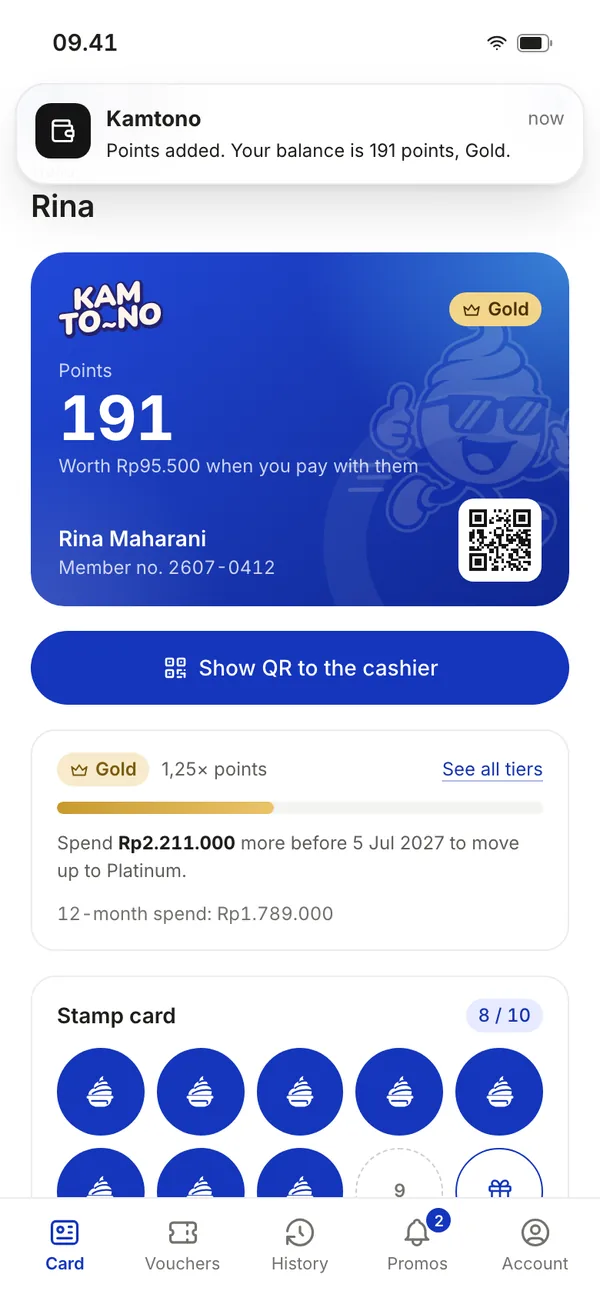 09.41
Kamtono
now
Points added. Your balance is 191 points, Gold.
Rina
KAM
TO~NO
Gold
Points
191
Worth Rp95.500 when you pay with them
Rina Maharani
Member no. 2607-0412
Show QR to the cashier
Gold
1,25× points
See all tiers
Spend Rp2.211.000 more before 5 Jul 2027 to move
up to Platinum.
12-month spend: Rp1.789.000
Stamp card
8 / 10
9
2
Card
Vouchers
History
Promos
Account